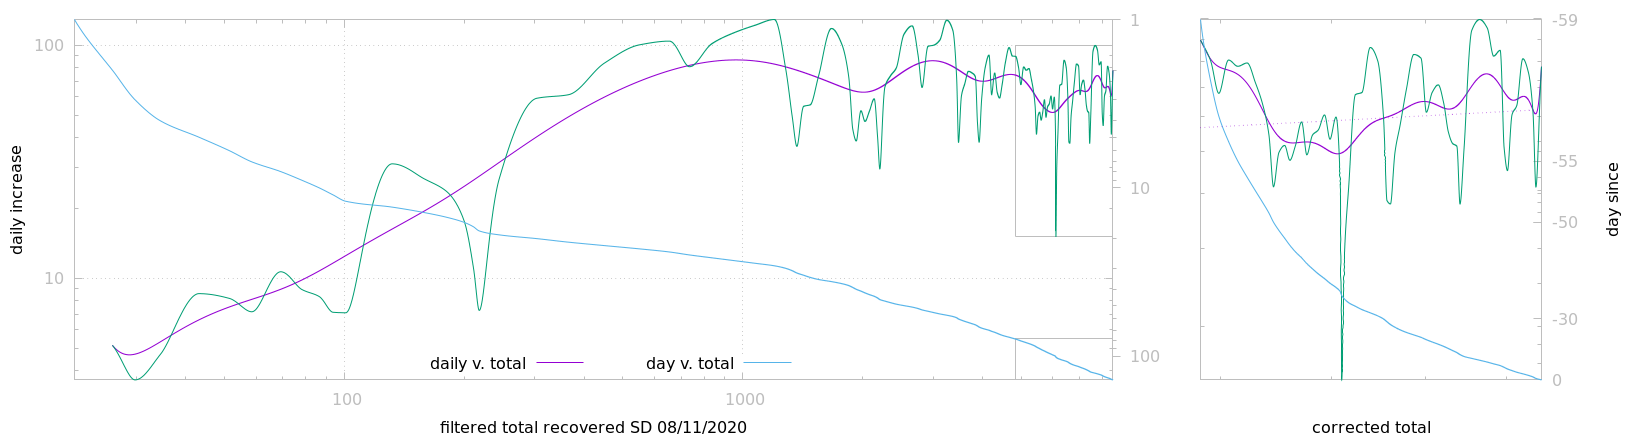 1
-59
100
10
-55
-50
10
-30
100
0
daily increase
day since
daily v. total
day v. total
100
1000
filtered total recovered SD 08/11/2020
corrected total